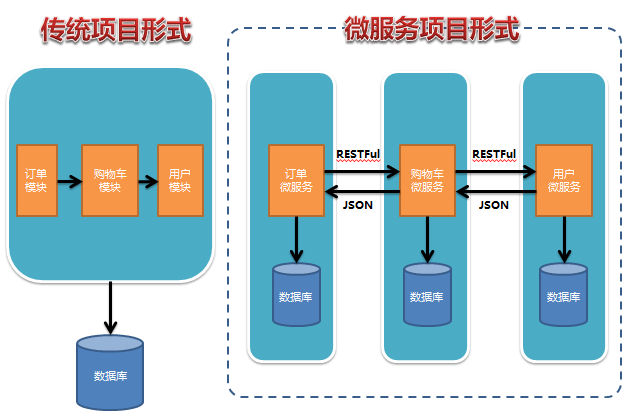 传统项目形式
微服务项目形式
订单
模块
购物车
模块
用户
模块
数据库
订单
微服务
RESTFul
JSON
购物车
微服务
RESTFul
JSON
用户
微服务
数据库
数据库
数据库